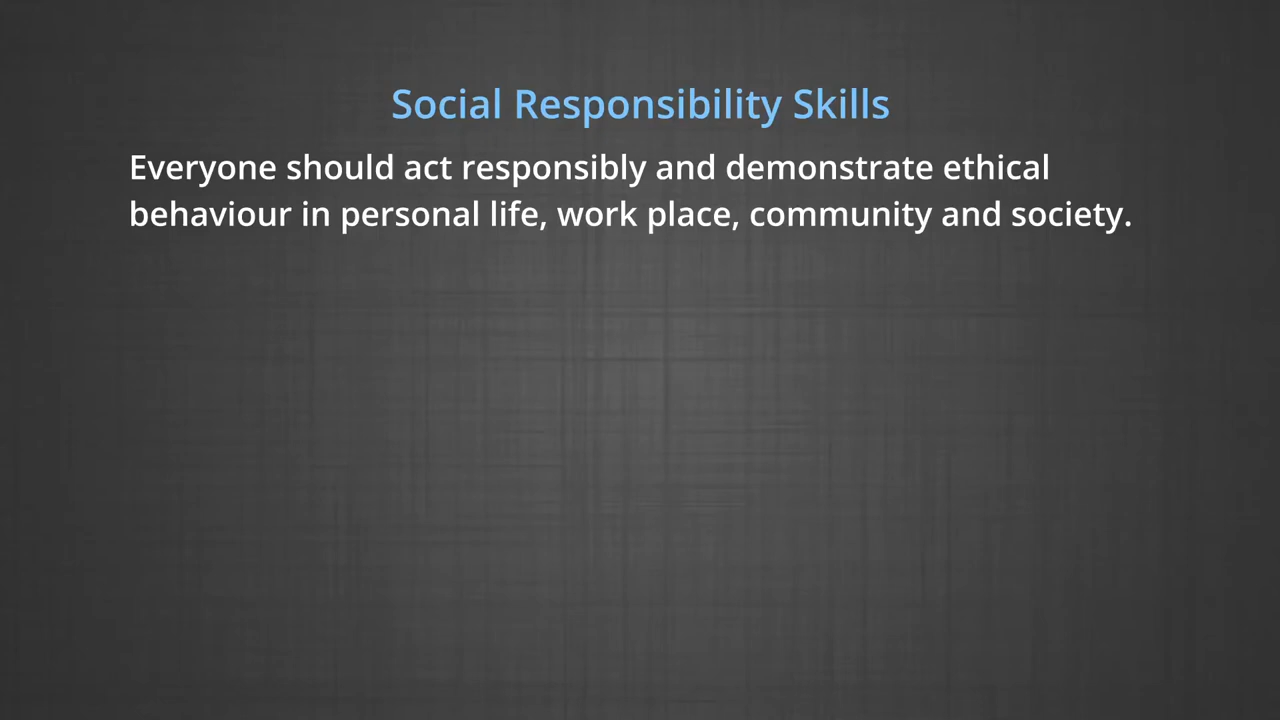 Social Responsibility Skills
Everyone should act responsibly and demonstrate ethical
behaviour in personal life, work place, community and society.